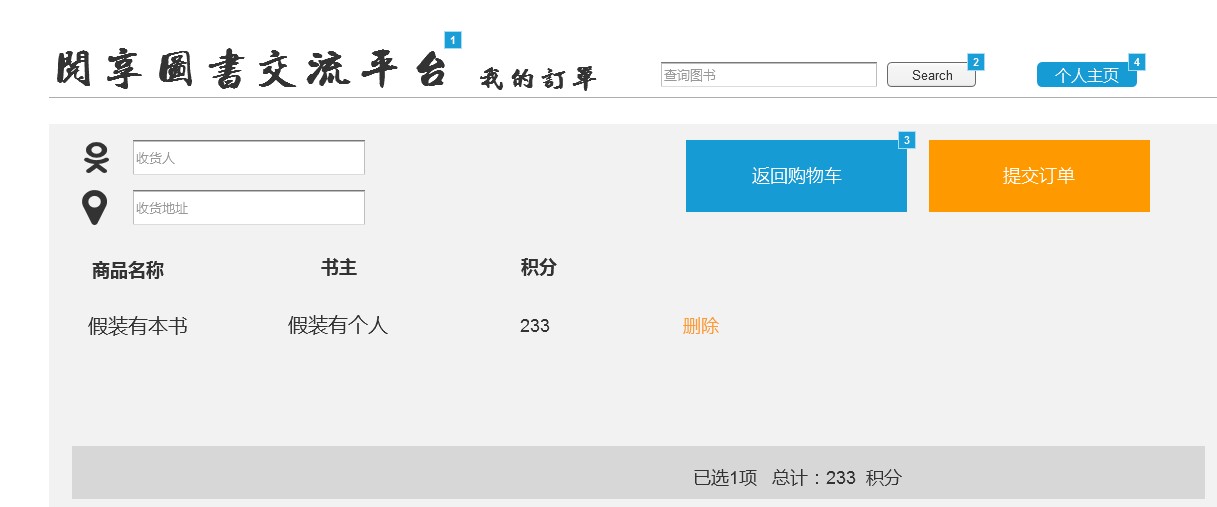 閱享圖書交流平台 1 我的訂單
查询图书 Search 2 个人主页 4
收货人
返回购物车 3 提交订单
收货地址
商品名称 书主 积分
假装有本书 假装有个人 233 删除
已选1项 总计：233 积分